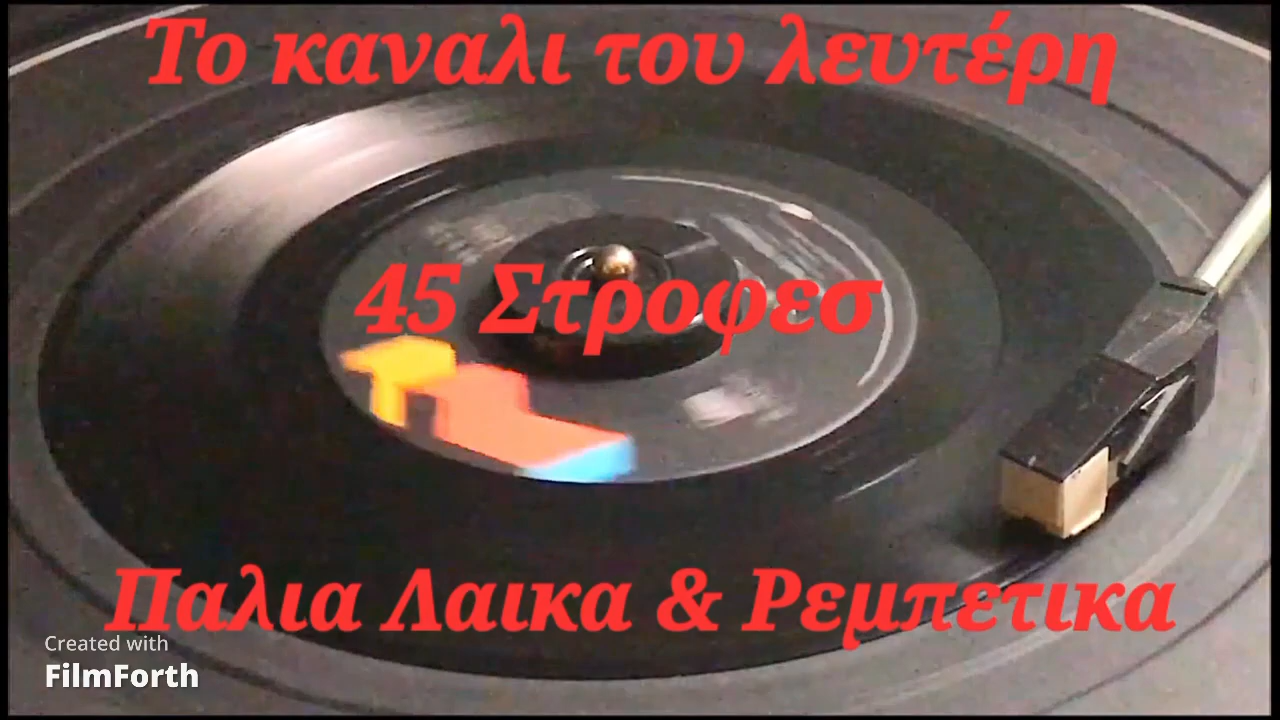 Το καναλι του λευτέρη
45 Στροφεσ
Παλια Λαικα & Ρεμπετικα
Created with
FilmForth